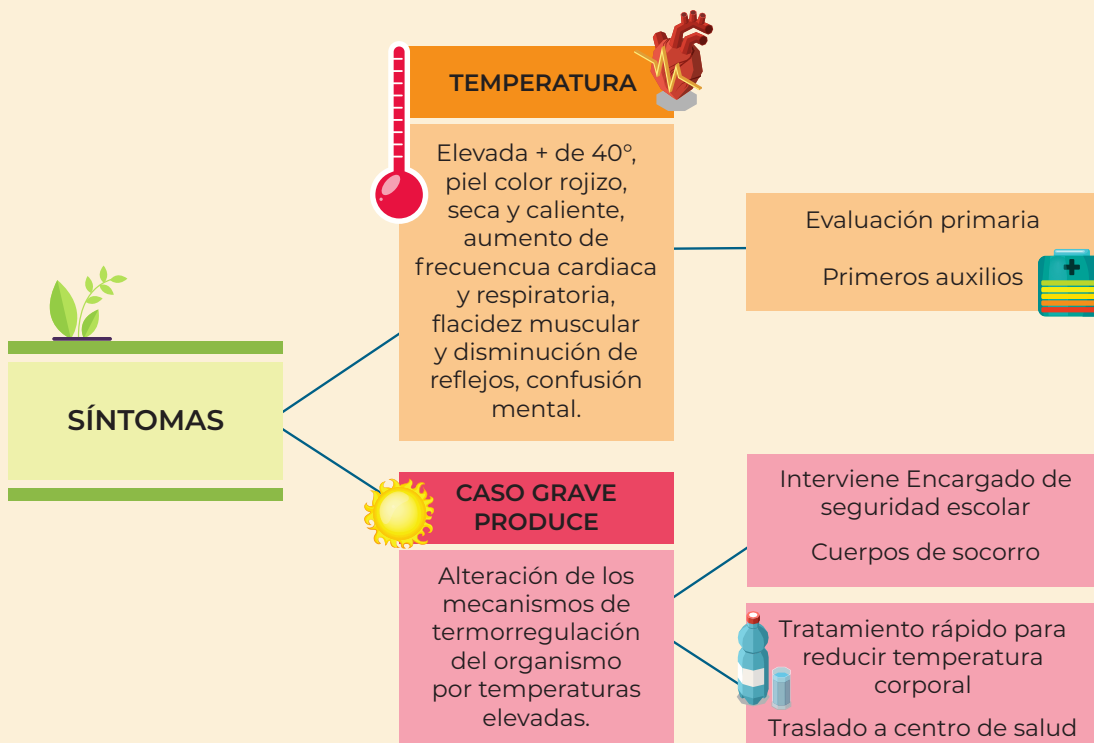 SÍNTOMAS
TEMPERATURA
Elevada + de 40°,
piel color rojizo,
seca y caliente,
aumento de
frecuencua cardiaca
y respiratoria,
flacidez muscular
y disminución de
reflejos, confusión
mental.
Evaluación primaria
Primeros auxilios
CASO GRAVE
PRODUCE
Alteración de los
mecanismos de
termorregulación
del organismo
por temperaturas
elevadas.
Interviene Encargado de
seguridad escolar
Cuerpos de socorro
Tratamiento rápido para
reducir temperatura
corporal
Traslado a centro de salud